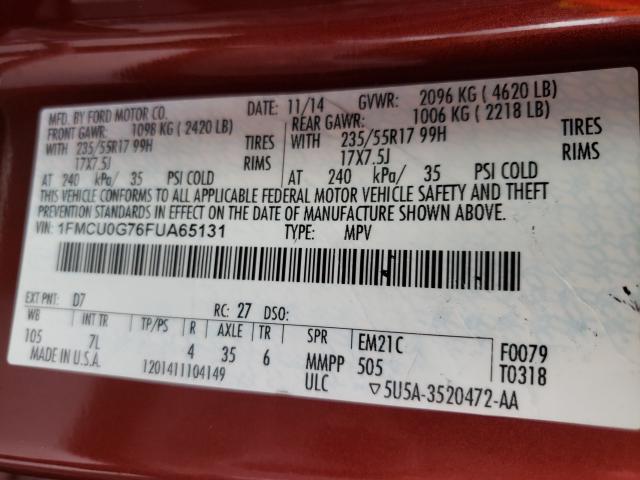 MFD. BY FORD MOTOR CO.
DATE: 11/14 GVWR: 2096 KG ( 4620 LB)
FRONT GAWR: 1098 KG ( 2420 LB)
REAR GAWR: 1006 KG ( 2218 LB)
WITH 235/55R17 99H TIRES
WITH 235/55R17 99H TIRES
17X7.5J RIMS
17X7.5J RIMS
AT 240 kPa/ 35 PSI COLD
AT 240 kPa/ 35 PSI COLD
THIS VEHICLE CONFORMS TO ALL APPLICABLE FEDERAL MOTOR VEHICLE SAFETY AND THEFT
PREVENTION STANDARDS IN EFFECT ON THE DATE OF MANUFACTURE SHOWN ABOVE.
VIN: 1FMCU0G76FUA65131 TYPE: MPV
EXT PNT: D7 RC: 27 DSO:
WB INT TR TP/PS R AXLE TR SPR EM21C F0079
105 7L 4 35 6 MMPP 505 T0318
MADE IN U.S.A. 1201411104149 ULC ▽5U5A-3520472-AA